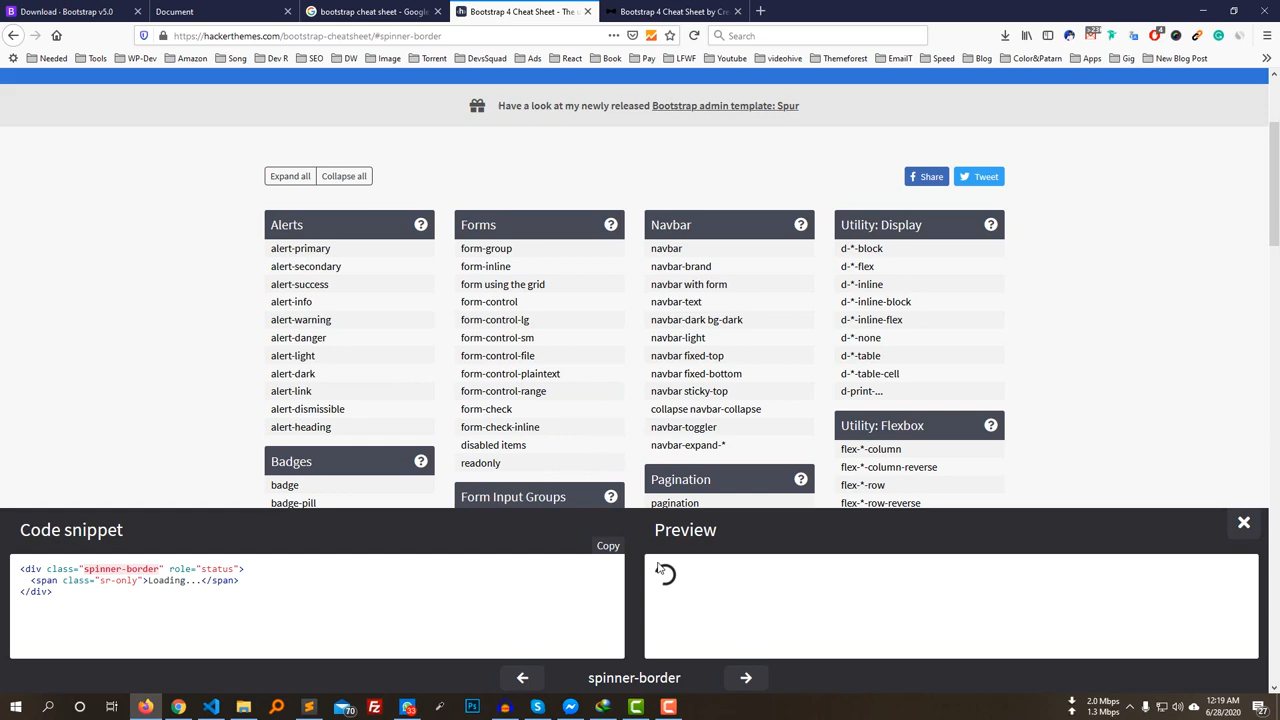 Download - Bootstrap v5.0
Document
bootstrap cheat sheet - Google
Bootstrap 4 Cheat Sheet - The u
Bootstrap 4 Cheat Sheet by Cre
https://hackerthemes.com/bootstrap-cheatsheet/#spinner-border
Search
Needed
Tools
WP-Dev
Amazon
Song
Dev R
SEO
DW
Image
Torrent
DevsSquad
Ads
React
Book
Pay
LFWF
Youtube
videohive
Themeforest
EmailT
Speed
Blog
Color&Patarn
Apps
Gig
New Blog Post
Have a look at my newly released Bootstrap admin template: Spur
Expand all
Collapse all
Share
Tweet
Alerts
alert-primary
alert-secondary
alert-success
alert-info
alert-warning
alert-danger
alert-light
alert-dark
alert-link
alert-dismissible
alert-heading
Badges
badge
badge-pill
Forms
form-group
form-inline
form using the grid
form-control
form-control-lg
form-control-sm
form-control-file
form-control-plaintext
form-control-range
form-check
form-check-inline
disabled items
readonly
Form Input Groups
Navbar
navbar
navbar-brand
navbar with form
navbar-text
navbar-dark bg-dark
navbar-light
navbar fixed-top
navbar fixed-bottom
navbar sticky-top
collapse navbar-collapse
navbar-toggler
navbar-expand-*
Pagination
pagination
Utility: Display
d-*-block
d-*-flex
d-*-inline
d-*-inline-block
d-*-inline-flex
d-*-none
d-*-table
d-*-table-cell
d-print-...
Utility: Flexbox
flex-*-column
flex-*-column-reverse
flex-*-row
flex-*-row-reverse
Code snippet
Copy
<div class="spinner-border" role="status">
<span class="sr-only">Loading...</span>
</div>
Preview
spinner-border
70
33
2.0 Mbps
1.3 Mbps
12:19 AM
6/28/2020
27